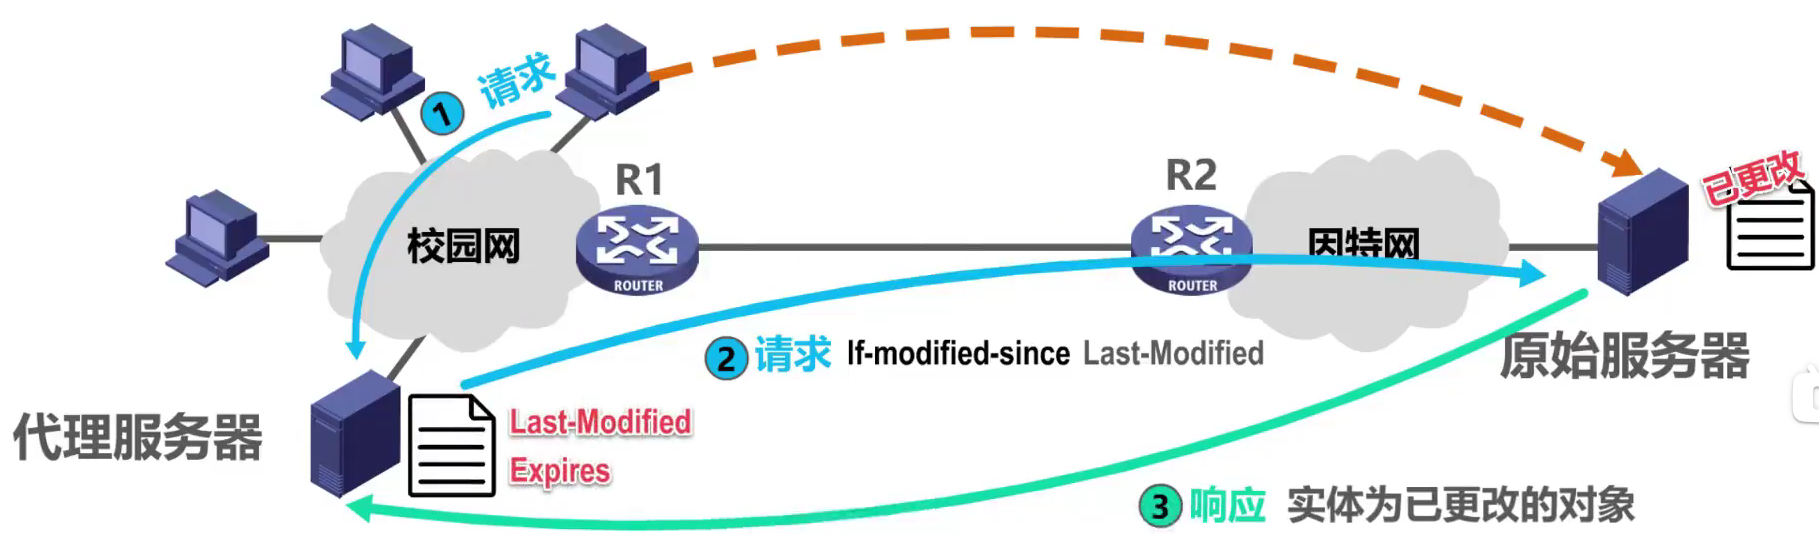 1 请求
R1
R2
已更改
校园网
因特网
ROUTER
ROUTER
2 请求 If-modified-since Last-Modified
原始服务器
代理服务器
Last-Modified
Expires
3 响应 实体为已更改的对象